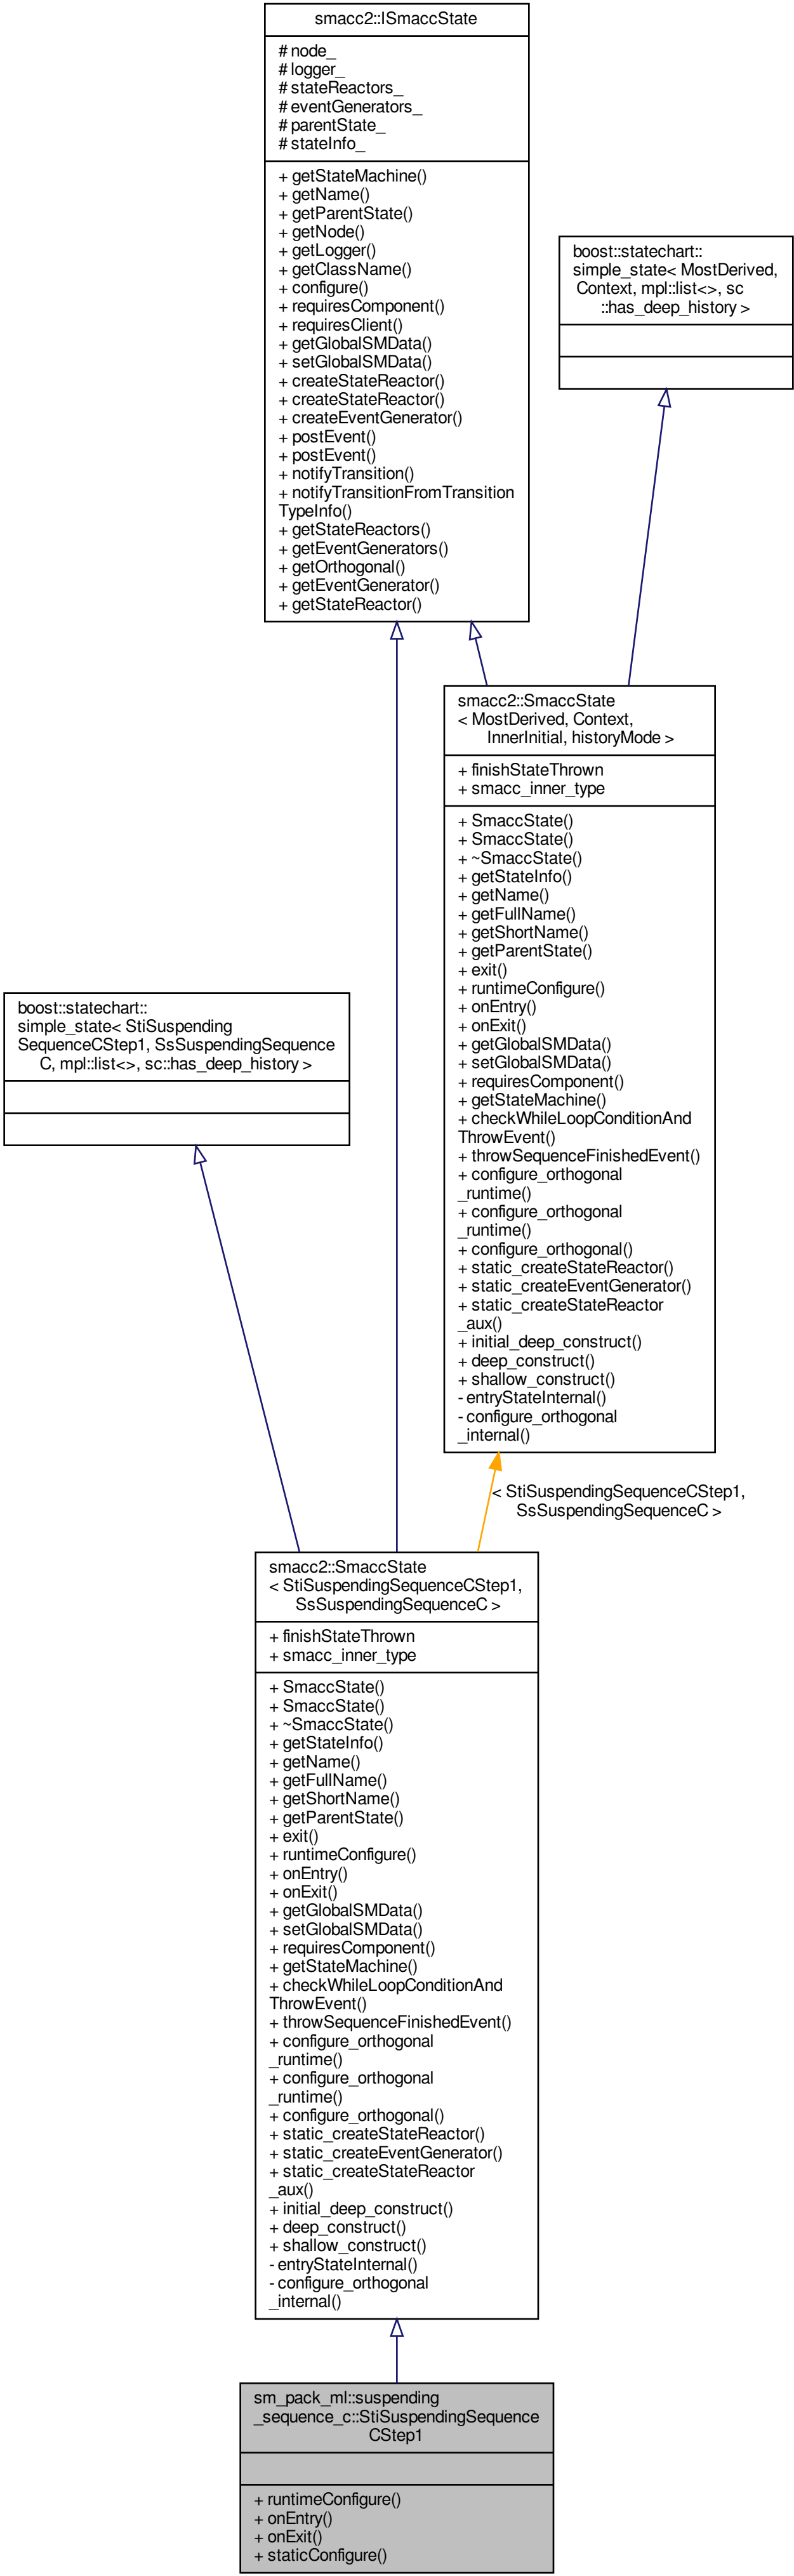 smacc2::ISmaccState
# node_
# logger_
# stateReactors_
# eventGenerators_
# parentState_
# stateInfo_
+ getStateMachine()
+ getName()
+ getParentState()
+ getNode()
+ getLogger()
+ getClassName()
+ configure()
+ requiresComponent()
+ requiresClient()
+ getGlobalSMData()
+ setGlobalSMData()
+ createStateReactor()
+ createStateReactor()
+ createEventGenerator()
+ postEvent()
+ postEvent()
+ notifyTransition()
+ notifyTransitionFromTransition
TypeInfo()
+ getStateReactors()
+ getEventGenerators()
+ getOrthogonal()
+ getEventGenerator()
+ getStateReactor()
boost::statechart::
simple_state< MostDerived,
Context, mpl::list<>, sc
::has_deep_history >
smacc2::SmaccState
< MostDerived, Context,
InnerInitial, historyMode >
+ finishStateThrown
+ smacc_inner_type
+ SmaccState()
+ SmaccState()
+ ~SmaccState()
+ getStateInfo()
+ getName()
+ getFullName()
+ getShortName()
+ getParentState()
+ exit()
+ runtimeConfigure()
+ onEntry()
+ onExit()
+ getGlobalSMData()
+ setGlobalSMData()
+ requiresComponent()
+ getStateMachine()
+ checkWhileLoopConditionAnd
ThrowEvent()
+ throwSequenceFinishedEvent()
+ configure_orthogonal
_runtime()
+ configure_orthogonal
_runtime()
+ configure_orthogonal()
+ static_createStateReactor()
+ static_createEventGenerator()
+ static_createStateReactor
_aux()
+ initial_deep_construct()
+ deep_construct()
+ shallow_construct()
- entryStateInternal()
- configure_orthogonal
_internal()
boost::statechart::
simple_state< StiSuspending
SequenceCStep1, SsSuspendingSequence
C, mpl::list<>, sc::has_deep_history >
< StiSuspendingSequenceCStep1,
SsSuspendingSequenceC >
smacc2::SmaccState
< StiSuspendingSequenceCStep1,
SsSuspendingSequenceC >
+ finishStateThrown
+ smacc_inner_type
+ SmaccState()
+ SmaccState()
+ ~SmaccState()
+ getStateInfo()
+ getName()
+ getFullName()
+ getShortName()
+ getParentState()
+ exit()
+ runtimeConfigure()
+ onEntry()
+ onExit()
+ getGlobalSMData()
+ setGlobalSMData()
+ requiresComponent()
+ getStateMachine()
+ checkWhileLoopConditionAnd
ThrowEvent()
+ throwSequenceFinishedEvent()
+ configure_orthogonal
_runtime()
+ configure_orthogonal
_runtime()
+ configure_orthogonal()
+ static_createStateReactor()
+ static_createEventGenerator()
+ static_createStateReactor
_aux()
+ initial_deep_construct()
+ deep_construct()
+ shallow_construct()
- entryStateInternal()
- configure_orthogonal
_internal()
sm_pack_ml::suspending
_sequence_c::StiSuspendingSequence
CStep1
+ runtimeConfigure()
+ onEntry()
+ onExit()
+ staticConfigure()